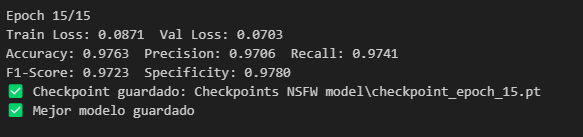 Epoch 15/15
Train Loss: 0.0871  Val Loss: 0.0703
Accuracy: 0.9763  Precision: 0.9706  Recall: 0.9741
F1-Score: 0.9723  Specificity: 0.9780
✅ Checkpoint guardado: Checkpoints NSFW model\checkpoint_epoch_15.pt
✅ Mejor modelo guardado